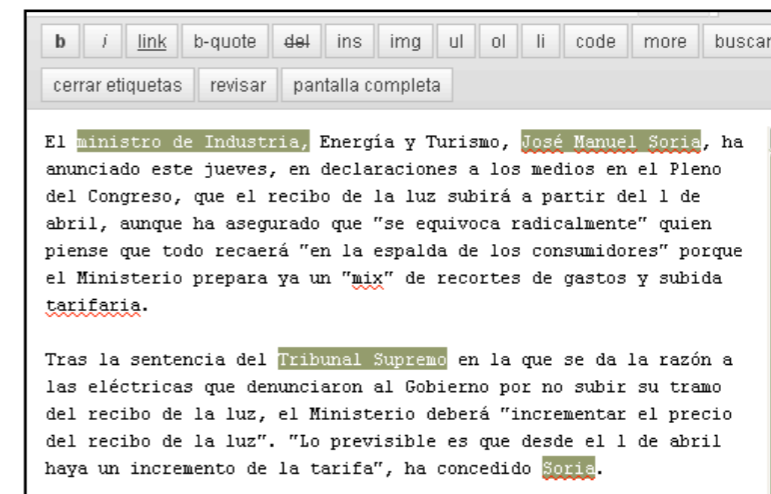 b i link b-quote del ins img ul ol li code more buscar
cerrar etiquetas revisar pantalla completa
El ministro de Industria, Energía y Turismo, José Manuel Soria, ha
anunciado este jueves, en declaraciones a los medios en el Pleno
del Congreso, que el recibo de la luz subirá a partir del 1 de
abril, aunque ha asegurado que "se equivoca radicalmente" quien
piense que todo recaerá "en la espalda de los consumidores" porque
el Ministerio prepara ya un "mix" de recortes de gastos y subida
tarifaria.
Tras la sentencia del Tribunal Supremo en la que se da la razón a
las eléctricas que denunciaron al Gobierno por no subir su tramo
del recibo de la luz, el Ministerio deberá "incrementar el precio
del recibo de la luz". "Lo previsible es que desde el 1 de abril
haya un incremento de la tarifa", ha concedido Soria.